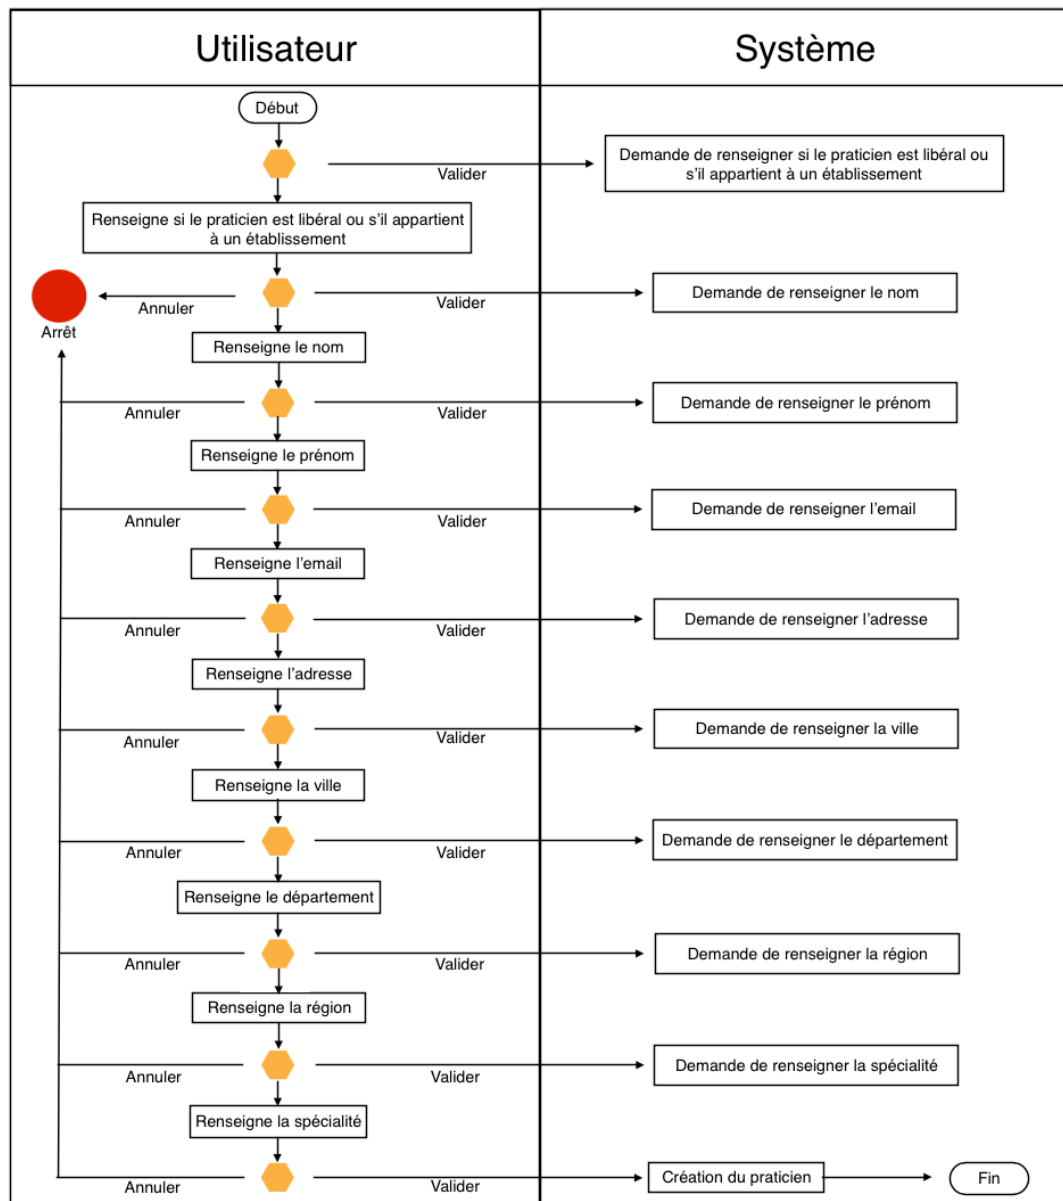 Utilisateur
Système
Début
Valider
Demande de renseigner si le praticien est libéral ou
s'il appartient à un établissement
Renseigne si le praticien est libéral ou s'il appartient
à un établissement
Arrêt
Annuler
Valider
Demande de renseigner le nom
Renseigne le nom
Annuler
Valider
Demande de renseigner le prénom
Renseigne le prénom
Annuler
Valider
Demande de renseigner l'email
Renseigne l'email
Annuler
Valider
Demande de renseigner l'adresse
Renseigne l'adresse
Annuler
Valider
Demande de renseigner la ville
Renseigne la ville
Annuler
Valider
Demande de renseigner le département
Renseigne le département
Annuler
Valider
Demande de renseigner la région
Renseigne la région
Annuler
Valider
Demande de renseigner la spécialité
Renseigne la spécialité
Annuler
Valider
Création du praticien
Fin